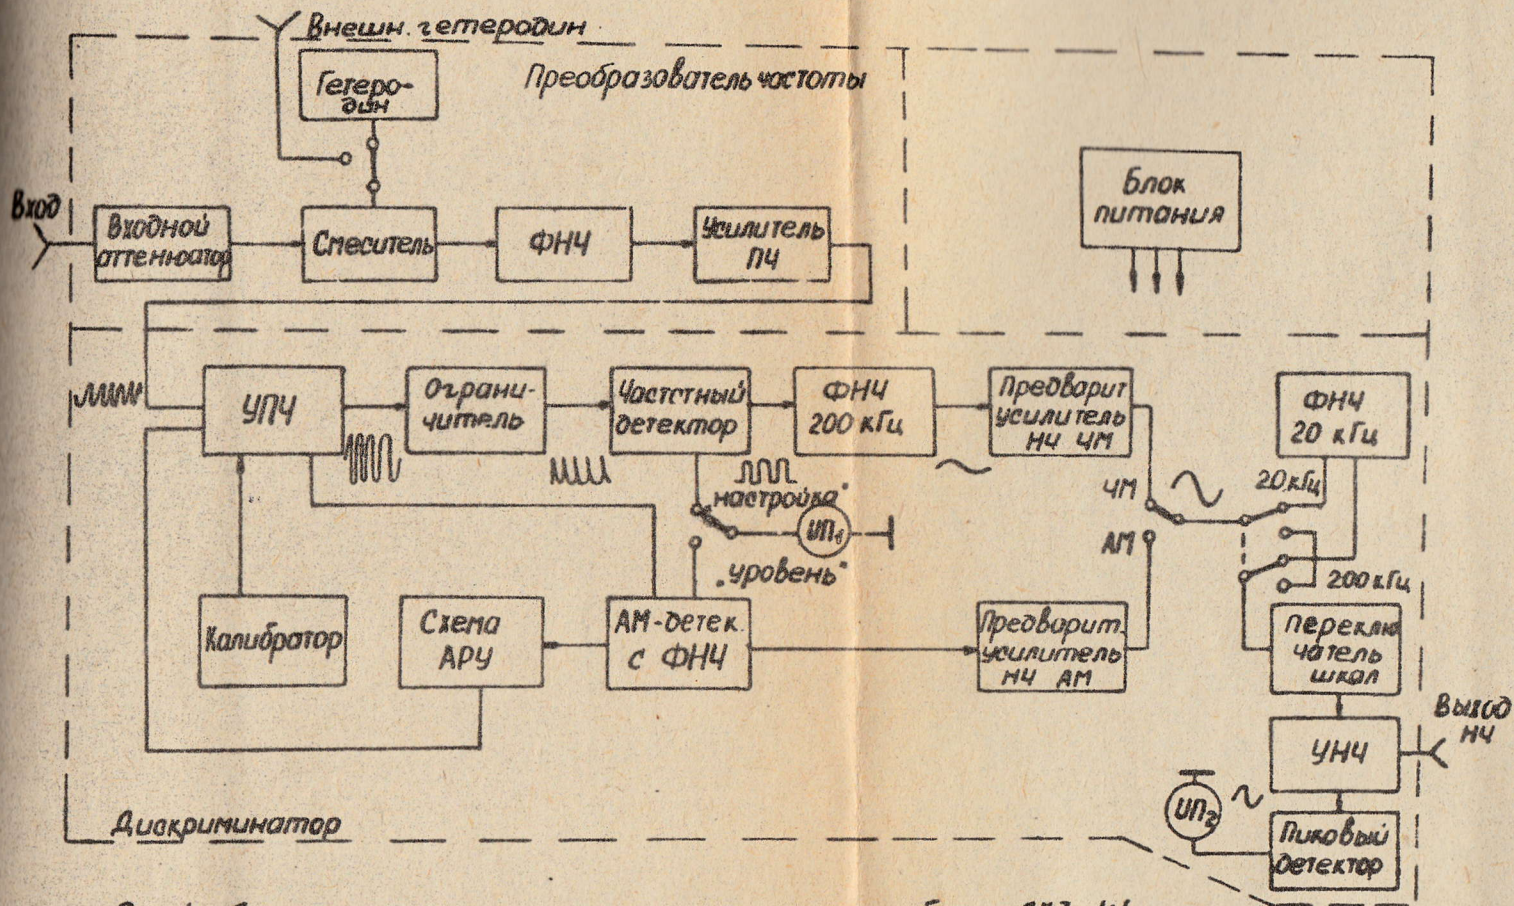 Внешн. гетеродин
Гетеро-
дин
Преобразователь частоты
Вход
Входной
аттенюатор
Смеситель
ФНЧ
Усилитель
ПЧ
Блок
питания
УПЧ
Ограни-
читель
Частотный
детектор
ФНЧ
200 кГц
Предварит
усилитель
НЧ ЧМ
ФНЧ
20 кГц
„настройка"
ИП1
„уровень"
ЧМ
АМ
20 кГц
200 кГц
Калибратор
Схема
АРУ
АМ-детек.
с ФНЧ
Предварит.
усилитель
НЧ АМ
Переклю
чатель
шкал
Выход
НЧ
УНЧ
ИП2
Пиковый
детектор
Дискриминатор